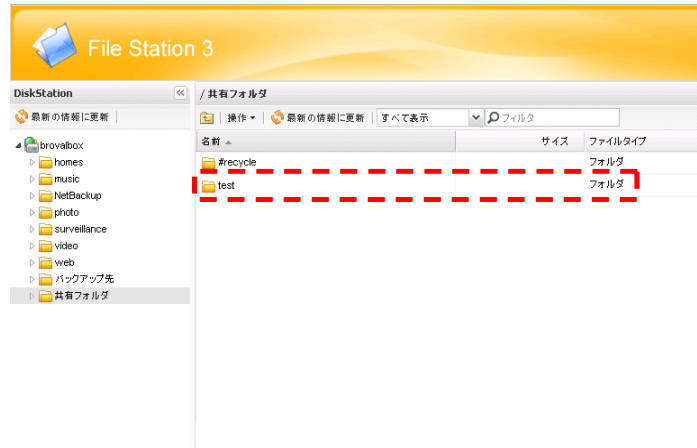 File Station 3
DiskStation
/ 共有フォルダ
最新の情報に更新
操作 最新の情報に更新 すべて表示 フィルタ
名前 サイズ ファイルタイプ
brovalbox
homes
music
NetBackup
photo
surveillance
video
web
バックアップ先
共有フォルダ
#recycle フォルダ
test フォルダ